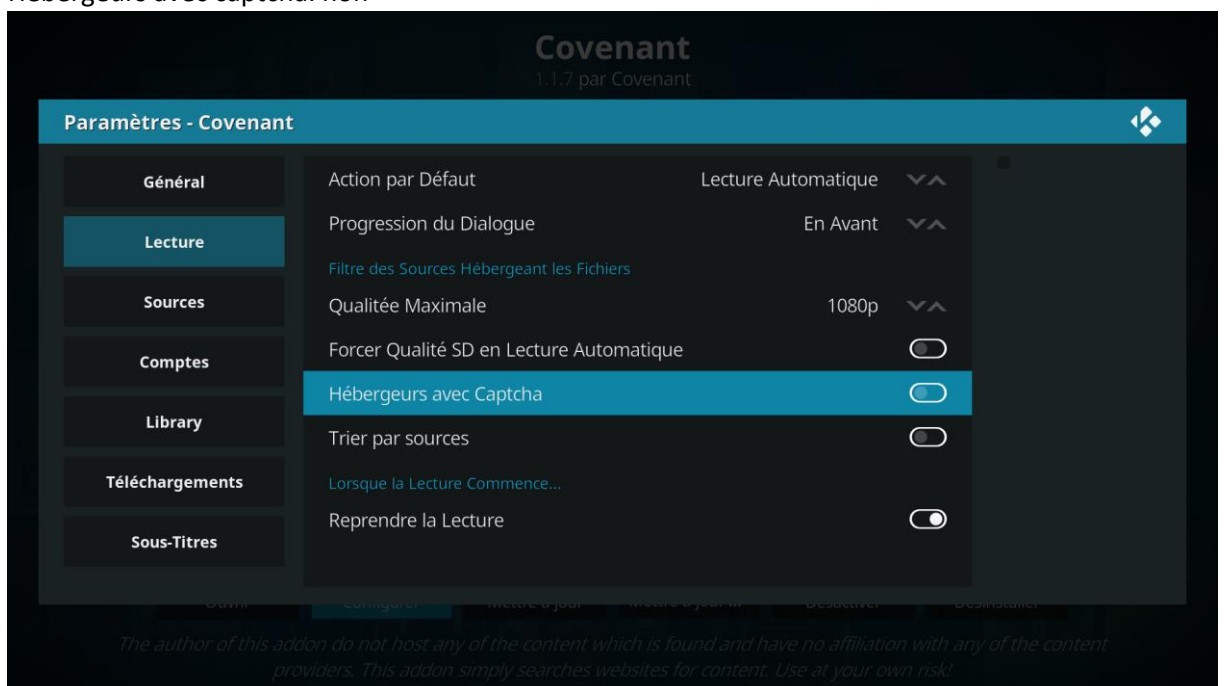 Covenant
1.1.7 par Covenant
Paramètres - Covenant
Général
Lecture
Sources
Comptes
Library
Téléchargements
Sous-Titres
Action par Défaut Lecture Automatique
Progression du Dialogue En Avant
Filtre des Sources Hébergeant les Fichiers
Qualitée Maximale 1080p
Forcer Qualité SD en Lecture Automatique
Hébergeurs avec Captcha
Trier par sources
Lorsque la Lecture Commence...
Reprendre la Lecture
The author of this addon do not host any of the content which is found and have no affiliation with any of the content
providers. This addon simply searches websites for content. Use at your own risk!